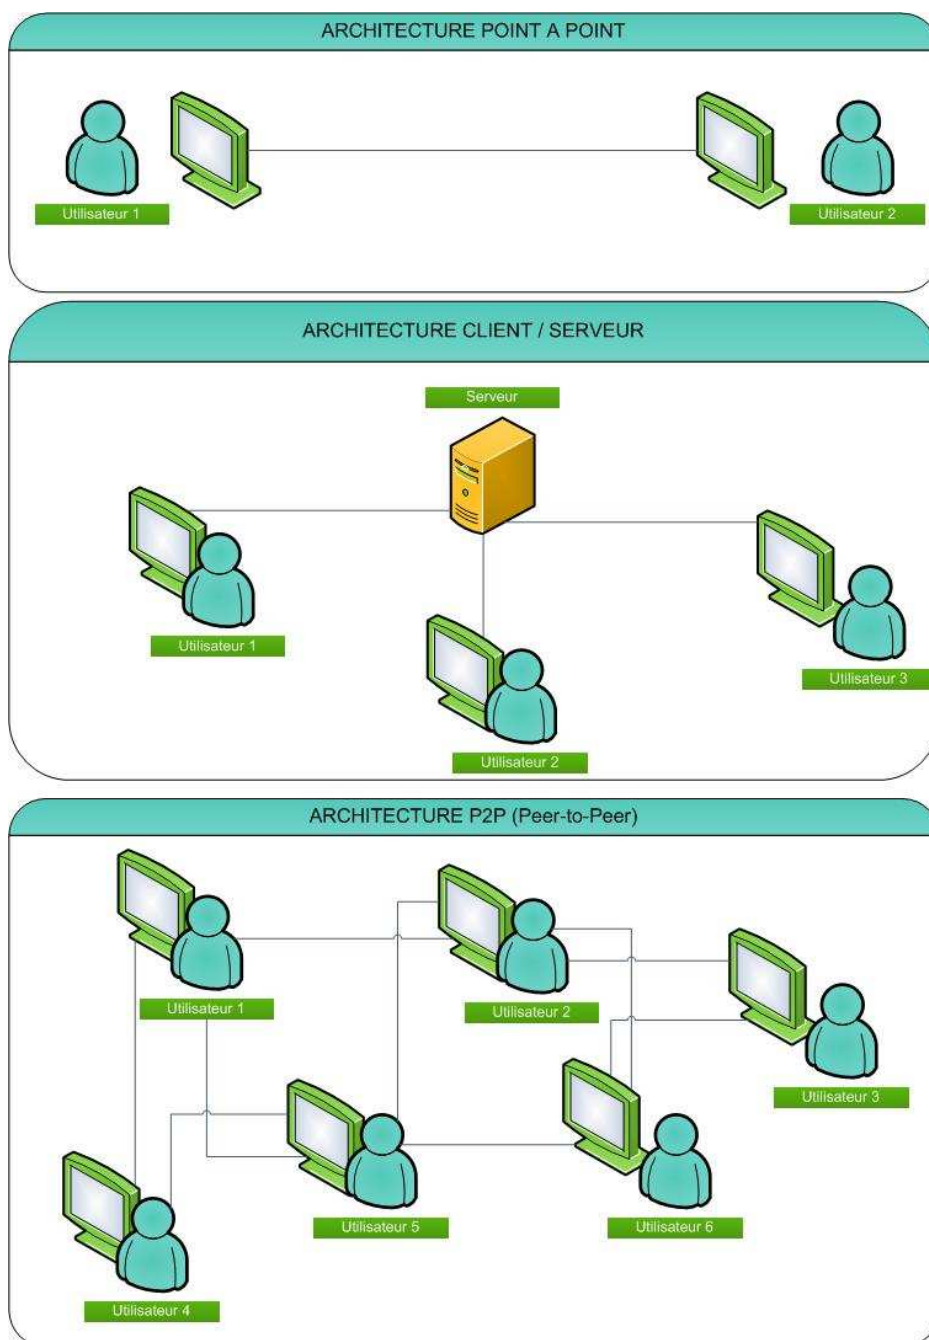 ARCHITECTURE POINT A POINT
Utilisateur 1
Utilisateur 2
ARCHITECTURE CLIENT / SERVEUR
Serveur
Utilisateur 1
Utilisateur 2
Utilisateur 3
ARCHITECTURE P2P (Peer-to-Peer)
Utilisateur 1
Utilisateur 2
Utilisateur 3
Utilisateur 4
Utilisateur 5
Utilisateur 6